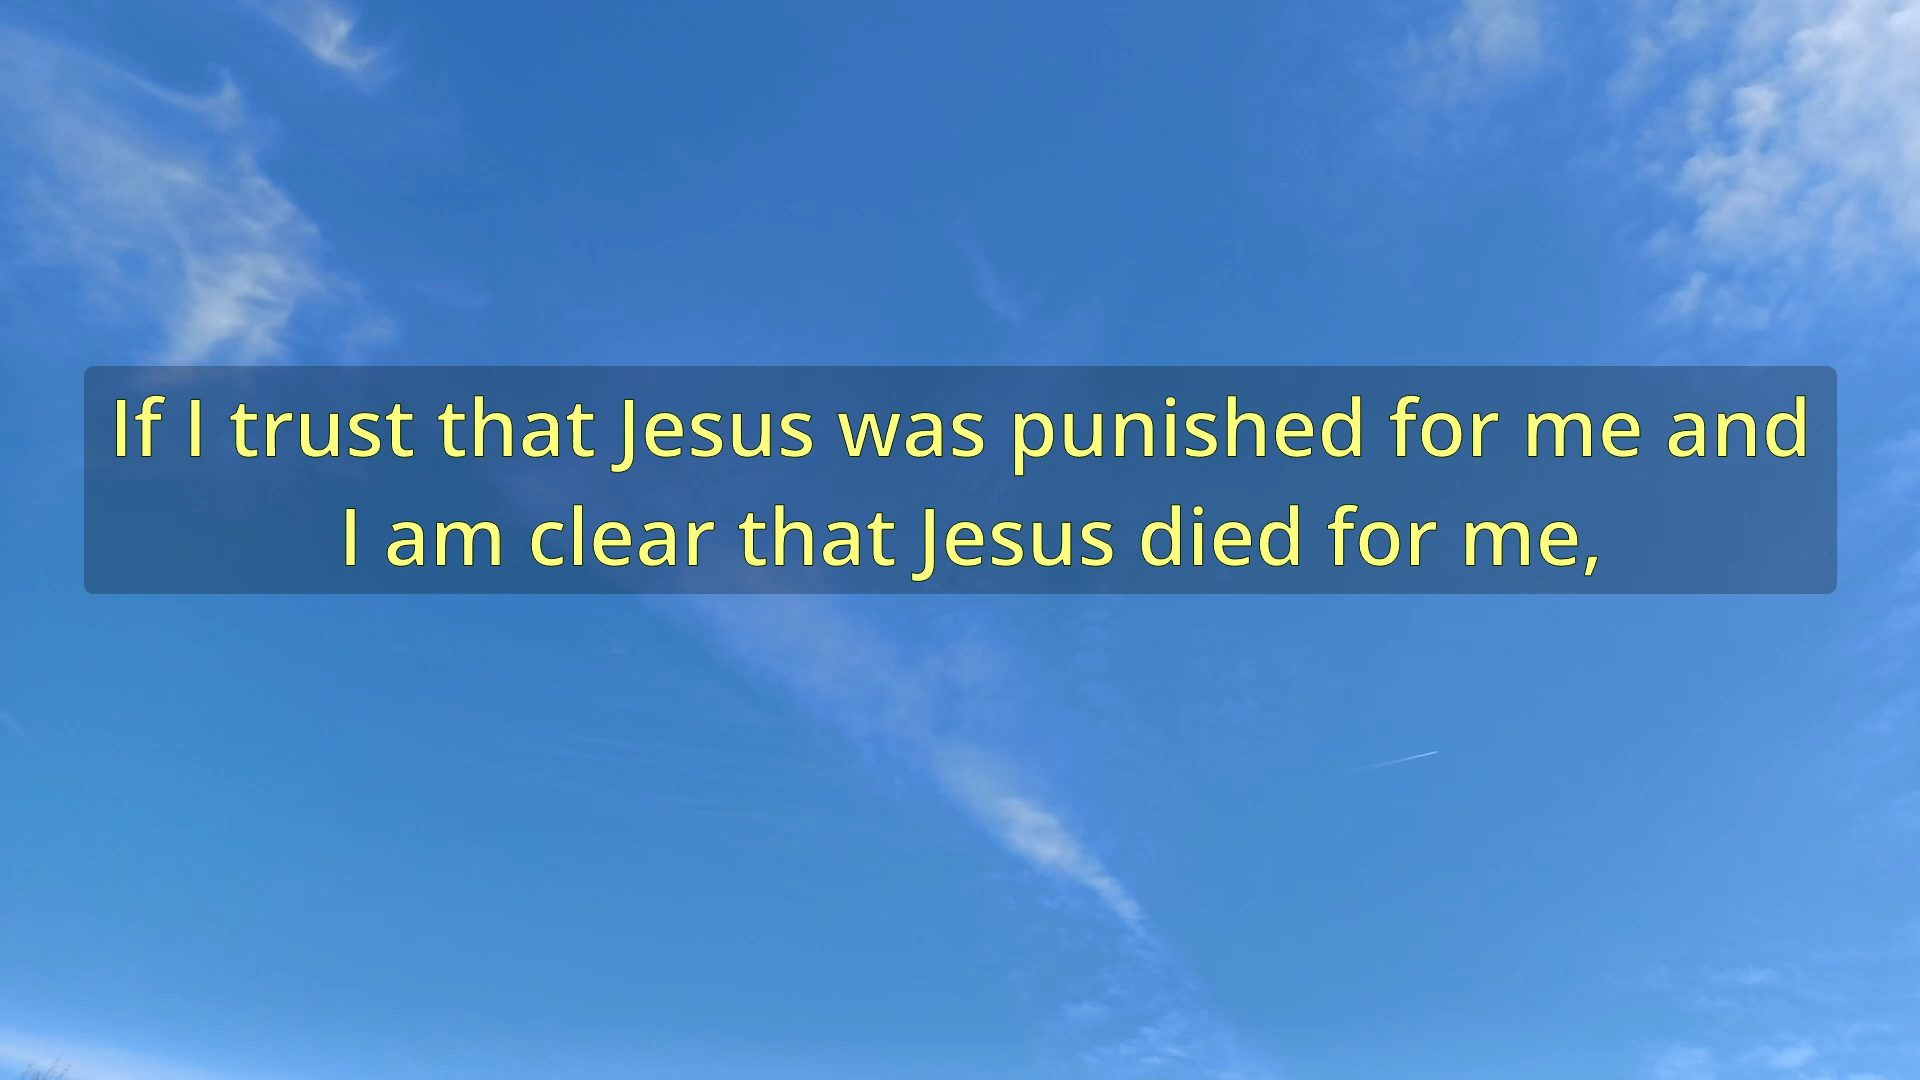 If I trust that Jesus was punished for me and
I am clear that Jesus died for me,